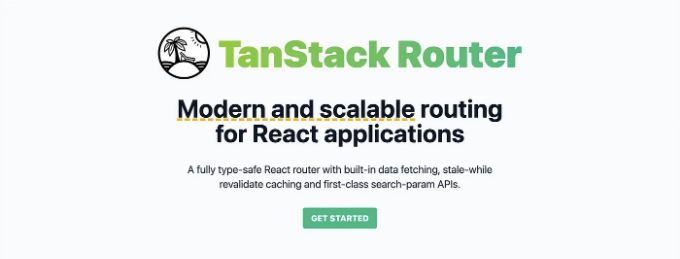 TanStack Router
Modern and scalable routing
for React applications
A fully type-safe React router with built-in data fetching, stale-while
revalidate caching and first-class search-param APIs.
GET STARTED